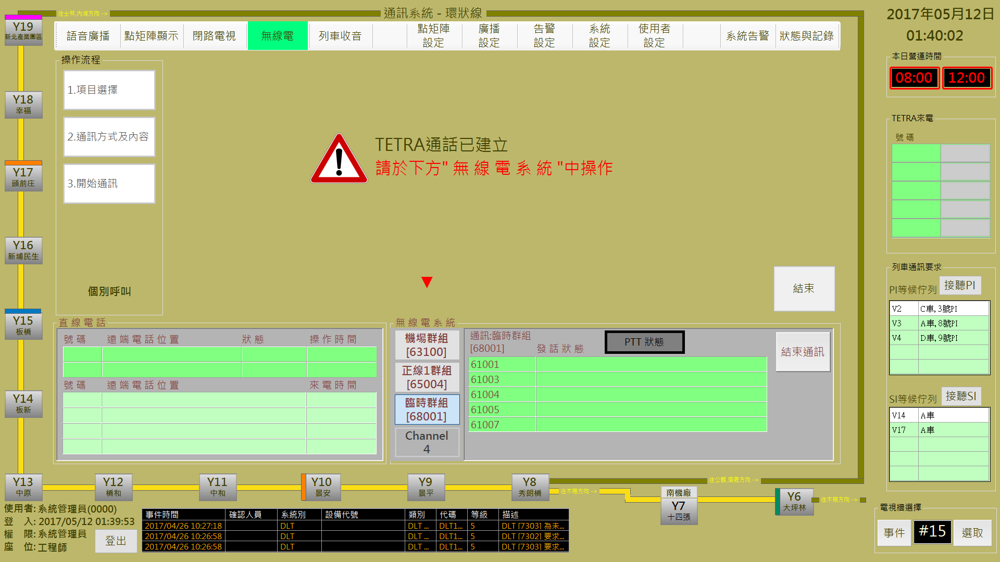 往士林,內湖方向 ->
通訊系統 - 環狀線
2017年05月12日
01:40:02
Y19
新北產業園區
語音廣播
點矩陣顯示
閉路電視
無線電
列車收音
點矩陣
設定
廣播
設定
告警
設定
系統
設定
使用者
設定
系統告警
狀態與記錄
本日營運時間
08:00
12:00
操作流程
1.項目選擇
2.通訊方式及內容
3.開始通訊
個別呼叫
Y18
幸福
Y17
頭前庄
Y16
新埔民生
Y15
板橋
Y14
板新
TETRA通話已建立
請於下方" 無 線 電 系 統 "中操作
結束
TETRA來電
號 碼
列車通訊要求
PI等候佇列
接聽PI
V2 C車,3號PI
V3 A車,8號PI
V4 D車,9號PI
SI等候佇列
接聽SI
V14 A車
V17 A車
直 線 電 話
號 碼 遠 端 電 話 位 置 狀 態 操 作 時 間
號 碼 遠 端 電 話 位 置 來 電 時 間
無 線 電 系 統
機場群組
[63100]
正線1群組
[65004]
臨時群組
[68001]
Channel
4
通訊:臨時群組
[68001]
發 話 狀 態
PTT 狀態
結束通訊
61001
61003
61004
61005
61007
Y13
中原
Y12
橋和
Y11
中和
Y10
景安
Y9
景平
Y8
秀朗橋
往公館,信義方向 ->
往木柵方向 ->
南機廠
Y7
十四張
Y6
大坪林
往木柵方向 ->
使用者: 系統管理員(0000)
登 入: 2017/05/12 01:39:53
權 限: 系統管理員
座 位: 工程師
登出
事件時間 確認人員 系統別 設備代號 類別 代碼 等級 描述
2017/04/26 10:27:18 DLT DLT ... DLT1... 5 DLT [7303] 為未...
2017/04/26 10:26:58 DLT DLT ... DLT1... 5 DLT [7302] 要求...
2017/04/26 10:26:58 DLT DLT ... DLT1... 5 DLT [7303] 要求...
電視牆選擇
事件
#15
選取